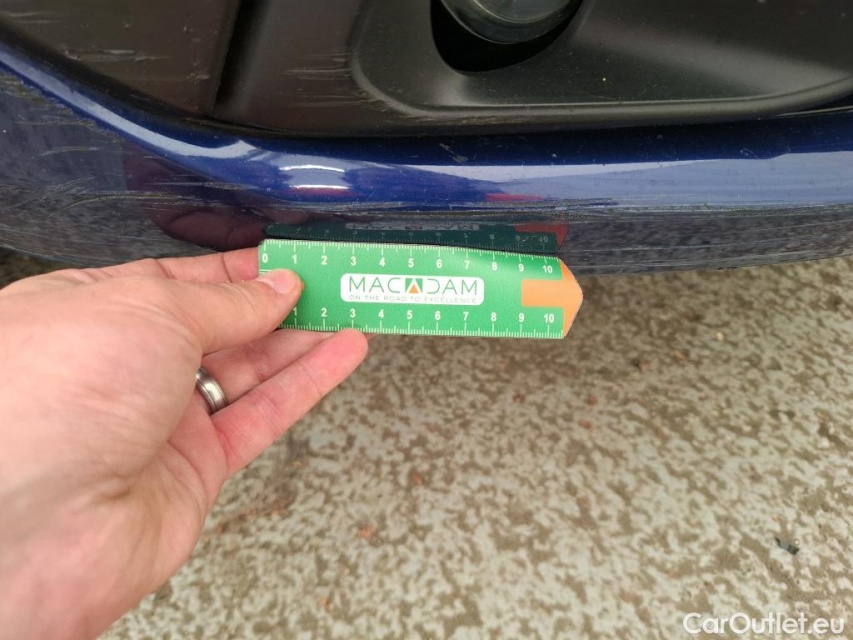 0 1 2 3 4 5 6 7 8 9 10
MACADAM
ON THE ROAD TO EXCELLENCE
1 2 3 4 5 6 7 8 9 10
CarOutlet.eu